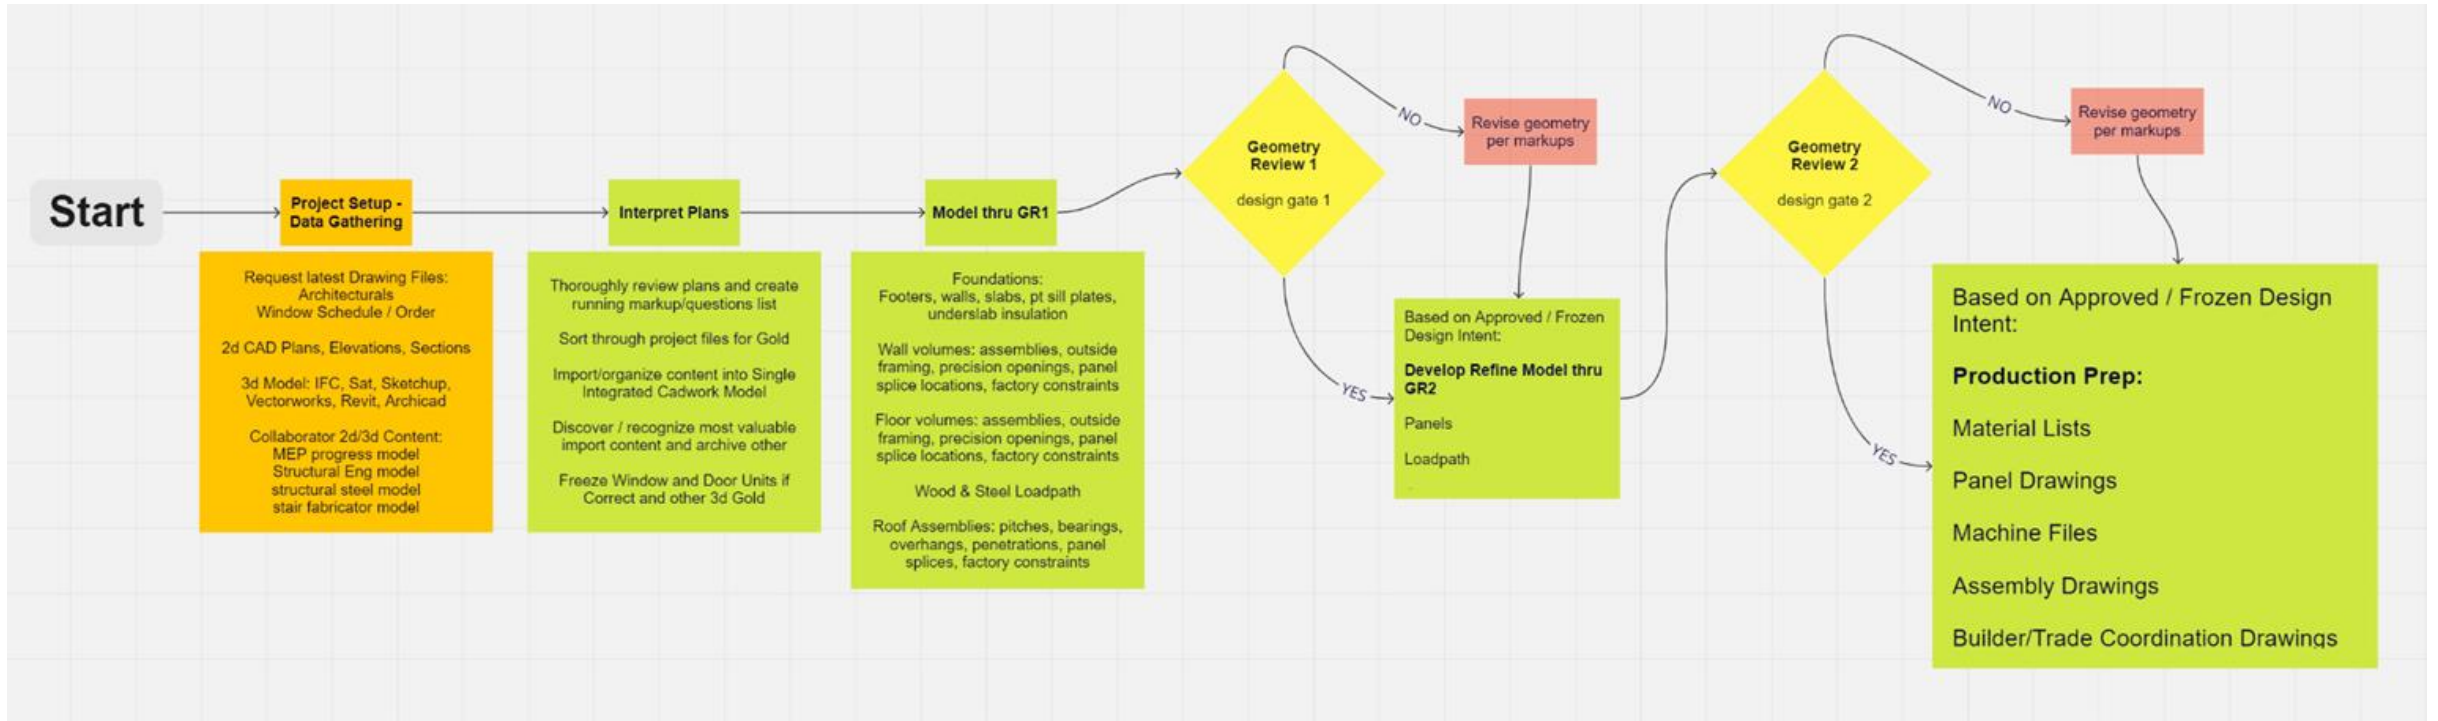 Start
Project Setup -
Data Gathering
Request latest Drawing Files:
Architecturals
Window Schedule / Order
2d CAD Plans, Elevations, Sections
3d Model: IFC, Sat, Sketchup,
Vectorworks, Revit, Archicad
Collaborator 2d/3d Content:
MEP progress model
Structural Eng model
structural steel model
stair fabricator model
Interpret Plans
Thoroughly review plans and create
running markup/questions list
Sort through project files for Gold
Import/organize content into Single
Integrated Cadwork Model
Discover / recognize most valuable
import content and archive other
Freeze Window and Door Units if
Correct and other 3d Gold
Model thru GR1
Foundations:
Footers, walls, slabs, pt sill plates,
underslab insulation
Wall volumes: assemblies, outside
framing, precision openings, panel
splice locations, factory constraints
Floor volumes: assemblies, outside
framing, precision openings, panel
splice locations, factory constraints
Wood & Steel Loadpath
Roof Assemblies: pitches, bearings,
overhangs, penetrations, panel
splices, factory constraints
Geometry
Review 1
design gate 1
NO
Revise geometry
per markups
YES
Based on Approved / Frozen
Design Intent:
Develop Refine Model thru
GR2
Panels
Loadpath
Geometry
Review 2
design gate 2
NO
Revise geometry
per markups
YES
Based on Approved / Frozen Design
Intent:
Production Prep:
Material Lists
Panel Drawings
Machine Files
Assembly Drawings
Builder/Trade Coordination Drawings